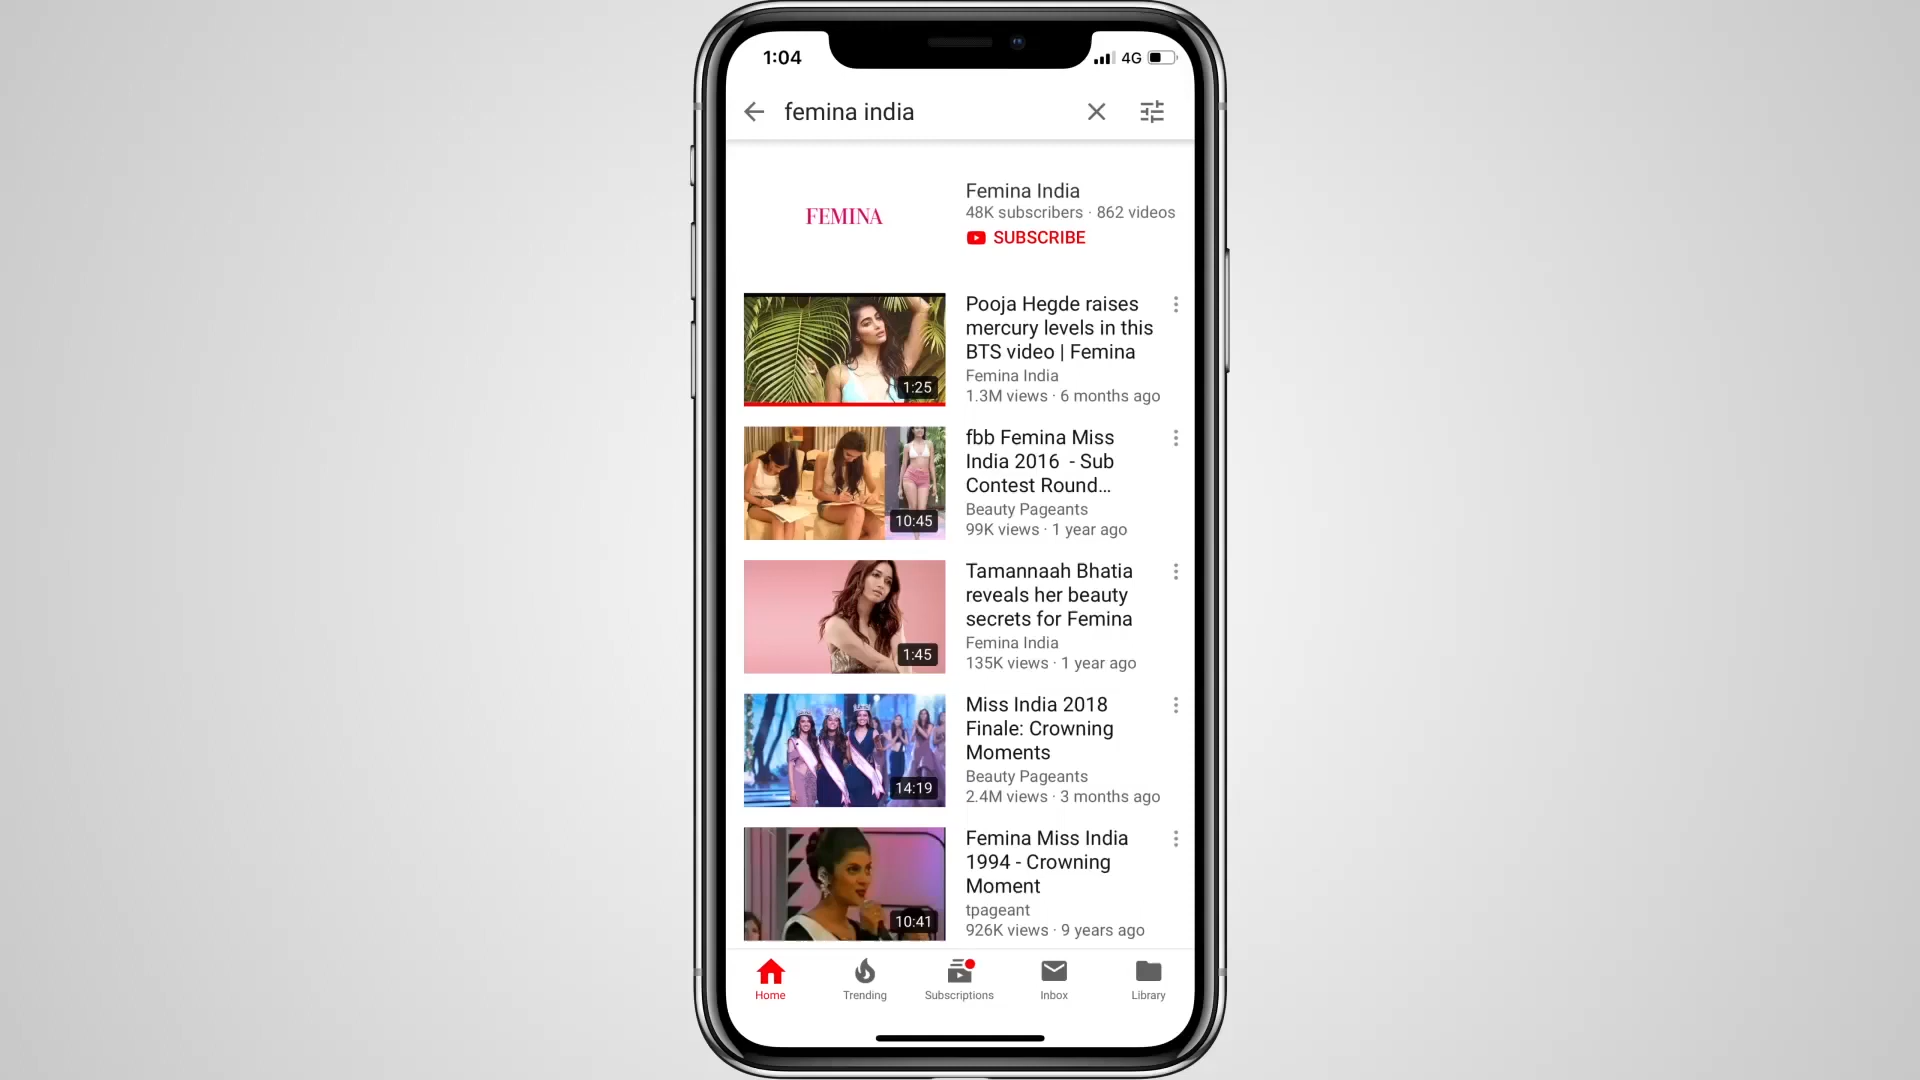 1:04
4G
femina india
FEMINA
Femina India
48K subscribers · 862 videos
SUBSCRIBE
Pooja Hegde raises
mercury levels in this
BTS video | Femina
Femina India
1.3M views · 6 months ago
1:25
fbb Femina Miss
India 2016 - Sub
Contest Round...
Beauty Pageants
99K views · 1 year ago
10:45
Tamannaah Bhatia
reveals her beauty
secrets for Femina
Femina India
135K views · 1 year ago
1:45
Miss India 2018
Finale: Crowning
Moments
Beauty Pageants
2.4M views · 3 months ago
14:19
Femina Miss India
1994 - Crowning
Moment
tpageant
926K views · 9 years ago
10:41
Home
Trending
Subscriptions
Inbox
Library